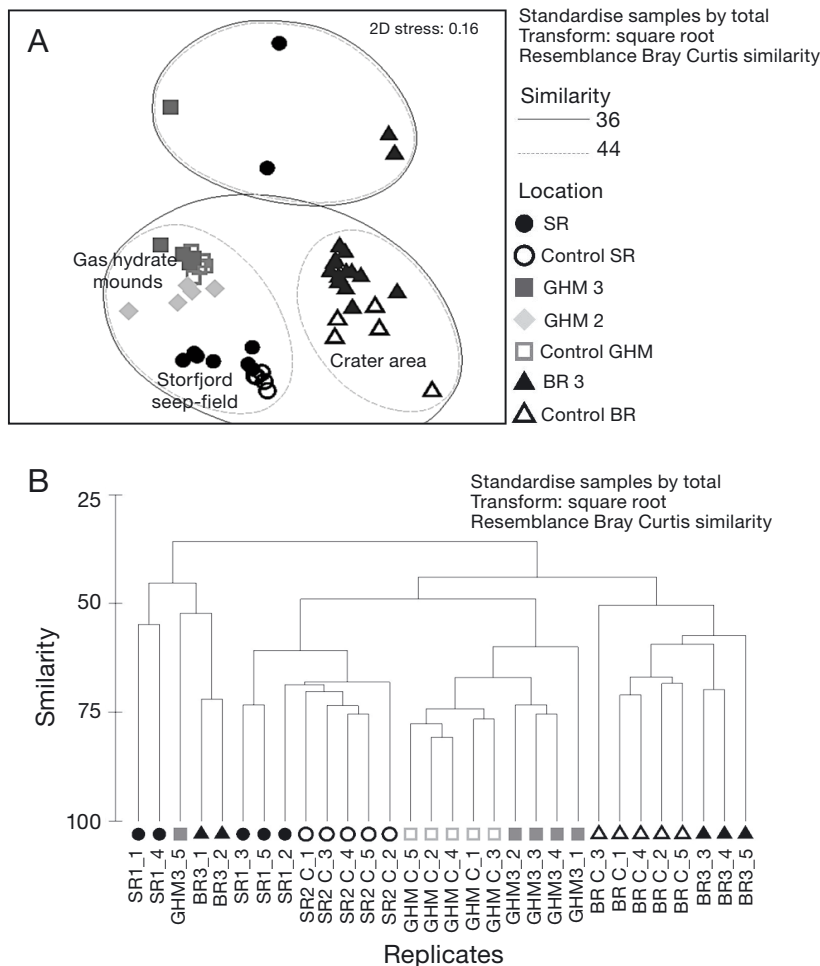 A
2D stress: 0.16
Standardise samples by total
Transform: square root
Resemblance Bray Curtis similarity
Similarity
36
44
Location
SR
Control SR
GHM 3
GHM 2
Control GHM
BR 3
Control BR
Gas hydrate
mounds
Storfjord
seep-field
Crater area
B
Standardise samples by total
Transform: square root
Resemblance Bray Curtis similarity
Smilarity
25
50
75
100
SR1_1
SR1_4
GHM3_5
BR3_1
BR3_2
SR1_3
SR1_5
SR1_2
SR2 C_1
SR2 C_3
SR2 C_4
SR2 C_5
SR2 C_2
GHM C_5
GHM C_2
GHM C_4
GHM C_1
GHM C_3
GHM3_2
GHM3_3
GHM3_4
GHM3_1
BR C_3
BR C_1
BR C_4
BR C_2
BR C_5
BR3_3
BR3_4
BR3_5
Replicates